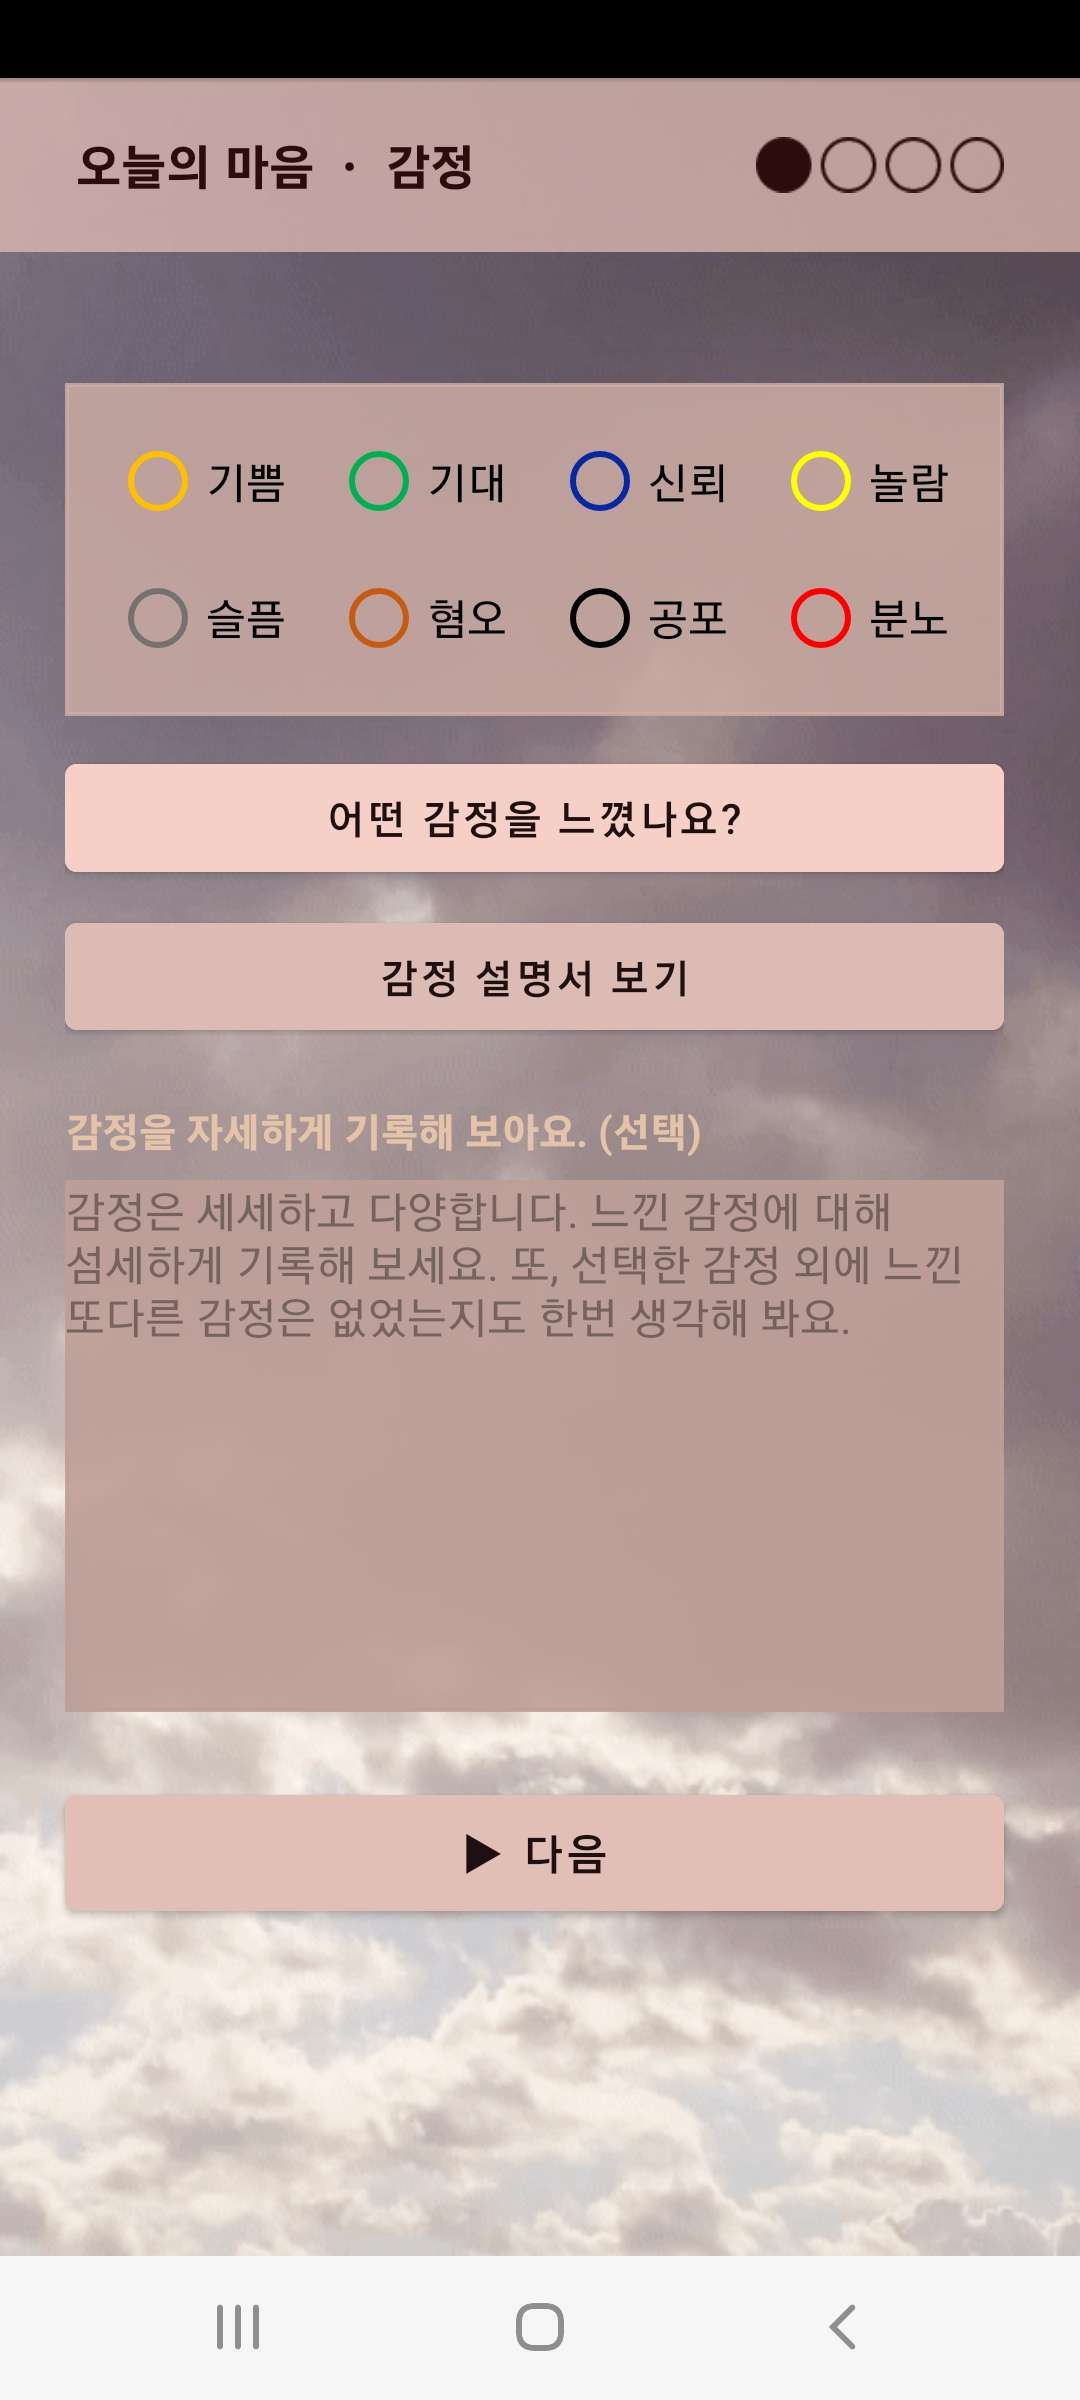 오늘의 마음 · 감정
기쁨 기대 신뢰 놀람
슬픔 혐오 공포 분노
어떤 감정을 느꼈나요?
감정 설명서 보기
감정을 자세하게 기록해 보아요. (선택)
감정은 세세하고 다양합니다. 느낀 감정에 대해
섬세하게 기록해 보세요. 또, 선택한 감정 외에 느낀
또다른 감정은 없었는지도 한번 생각해 봐요.
▶ 다음